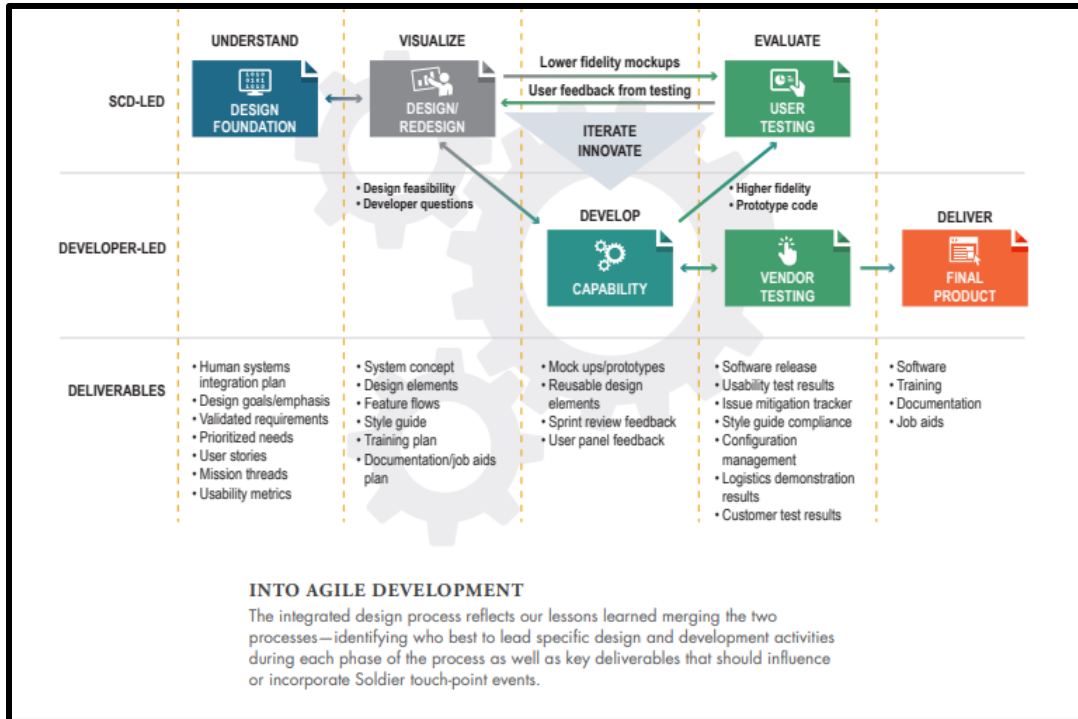 UNDERSTAND
VISUALIZE
EVALUATE
SCD-LED
DESIGN
FOUNDATION
DESIGN/
REDESIGN
Lower fidelity mockups
User feedback from testing
ITERATE
INNOVATE
USER
TESTING
• Design feasibility
• Developer questions
• Higher fidelity
• Prototype code
DEVELOPER-LED
DEVELOP
CAPABILITY
VENDOR
TESTING
DELIVER
FINAL
PRODUCT
DELIVERABLES
• Human systems
integration plan
• Design goals/emphasis
• Validated requirements
• Prioritized needs
• User stories
• Mission threads
• Usability metrics
• System concept
• Design elements
• Feature flows
• Style guide
• Training plan
• Documentation/job aids
plan
• Mock ups/prototypes
• Reusable design
elements
• Sprint review feedback
• User panel feedback
• Software release
• Usability test results
• Issue mitigation tracker
• Style guide compliance
• Configuration
management
• Logistics demonstration
results
• Customer test results
• Software
• Training
• Documentation
• Job aids
INTO AGILE DEVELOPMENT
The integrated design process reflects our lessons learned merging the two
processes—identifying who best to lead specific design and development activities
during each phase of the process as well as key deliverables that should influence
or incorporate Soldier touch-point events.